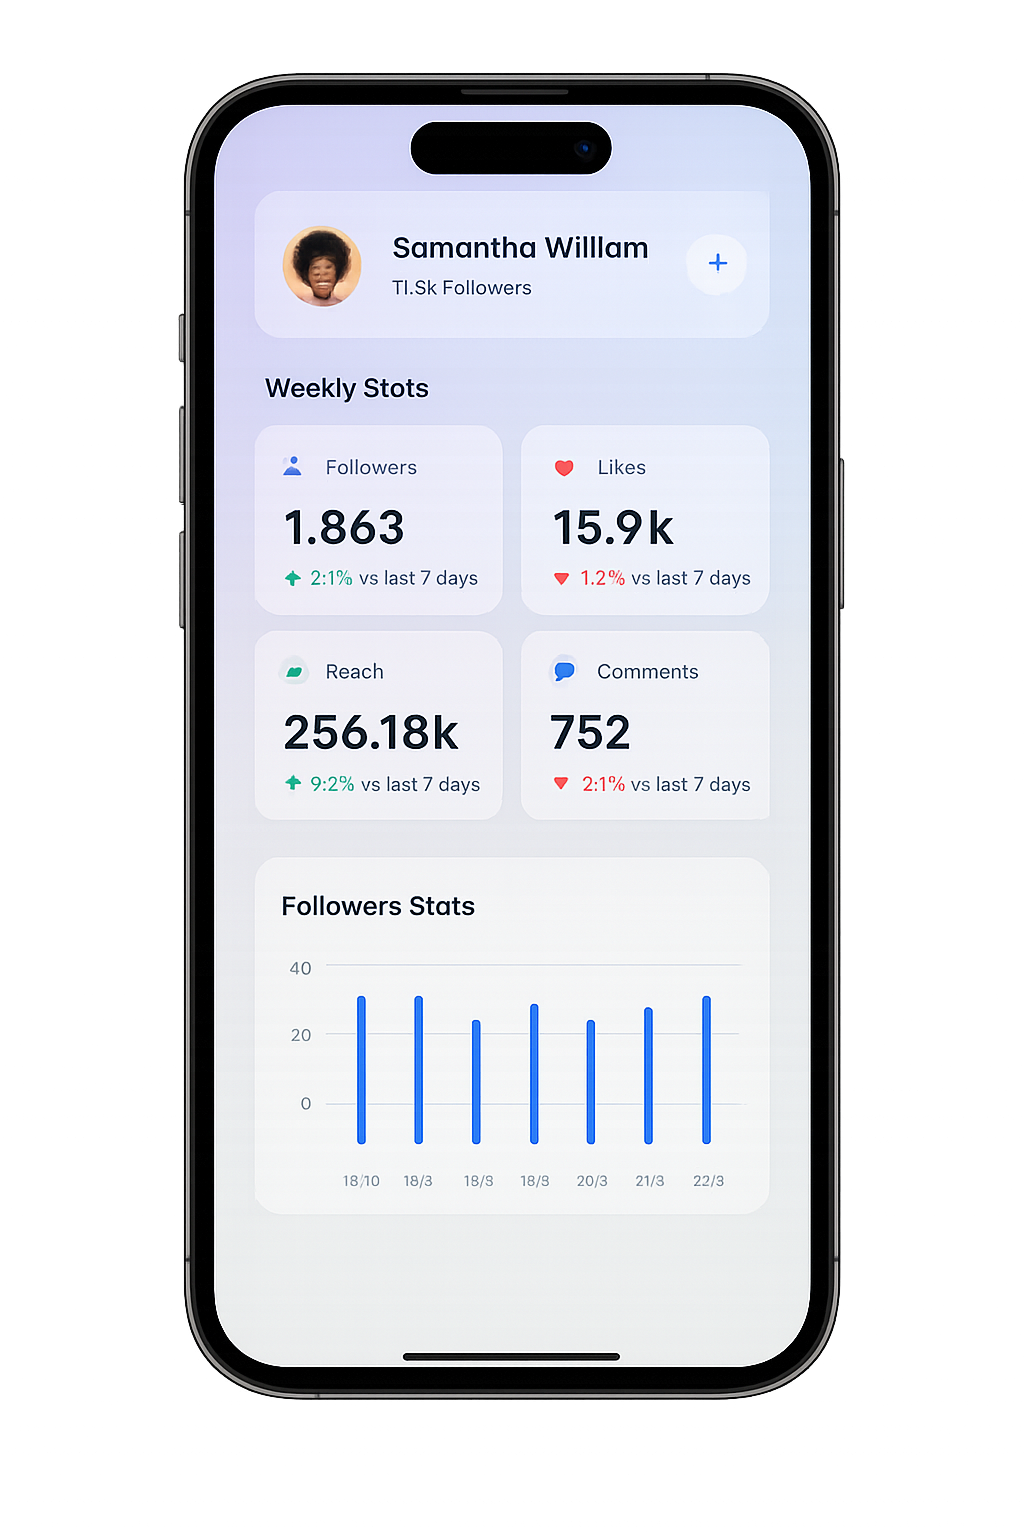 Samantha Willlam
Tl.Sk Followers
Weekly Stots
Followers
1.863
2:1% vs last 7 days
Likes
15.9k
1.2% vs last 7 days
Reach
256.18k
9:2% vs last 7 days
Comments
752
2:1% vs last 7 days
Followers Stats
40
20
0
18/10 18/3 18/3 18/8 20/3 21/3 22/3